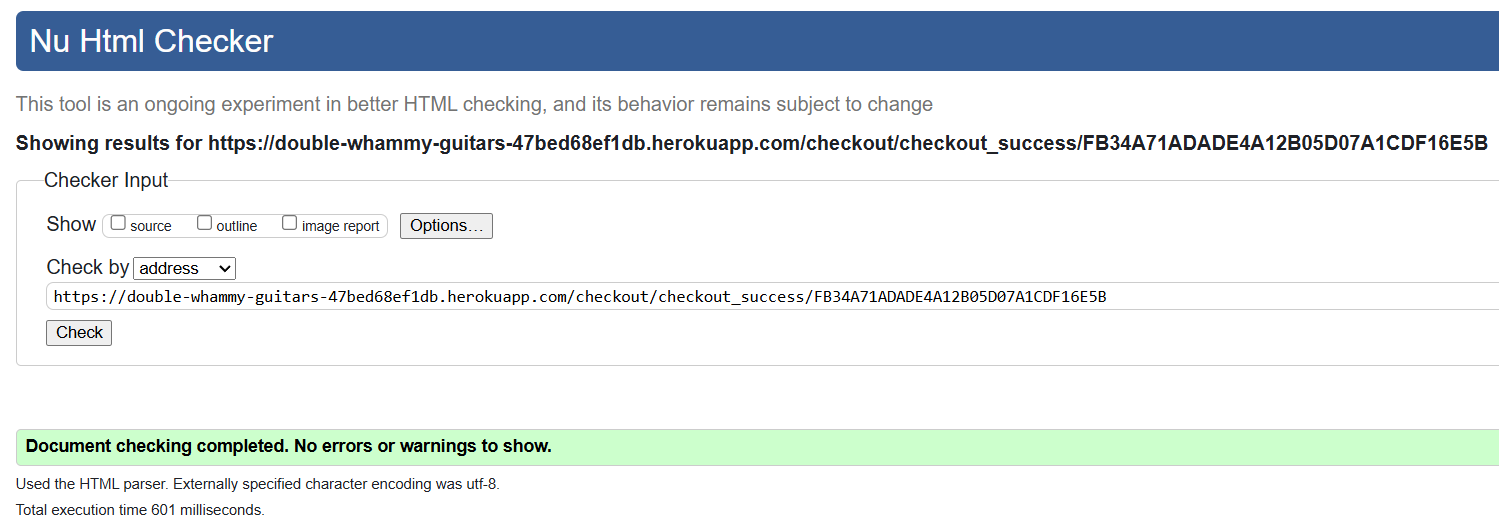 Nu Html Checker
This tool is an ongoing experiment in better HTML checking, and its behavior remains subject to change
Showing results for https://double-whammy-guitars-47bed68ef1db.herokuapp.com/checkout/checkout_success/FB34A71ADADE4A12B05D07A1CDF16E5B
Checker Input
Show source outline image report Options...
Check by address
https://double-whammy-guitars-47bed68ef1db.herokuapp.com/checkout/checkout_success/FB34A71ADADE4A12B05D07A1CDF16E5B
Check
Document checking completed. No errors or warnings to show.
Used the HTML parser. Externally specified character encoding was utf-8.
Total execution time 601 milliseconds.